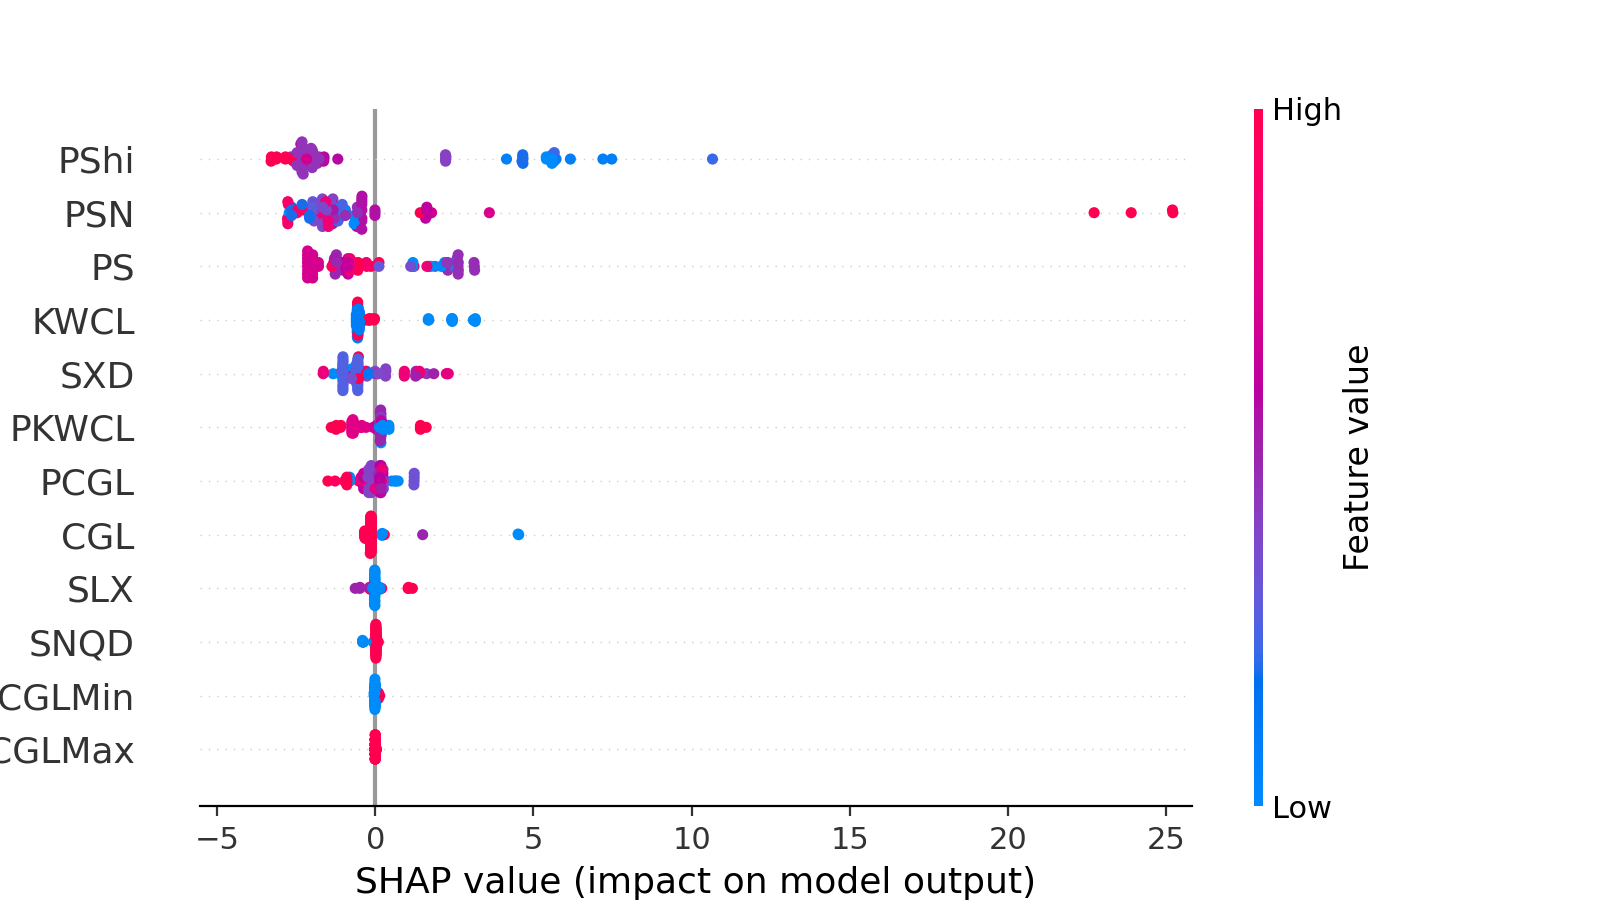 High
PShi
PSN
PS
KWCL
SXD
PKWCL
PCGL
CGL
SLX
SNQD
CGLMin
CGLMax
Feature value
Low
−5 0 5 10 15 20 25
SHAP value (impact on model output)